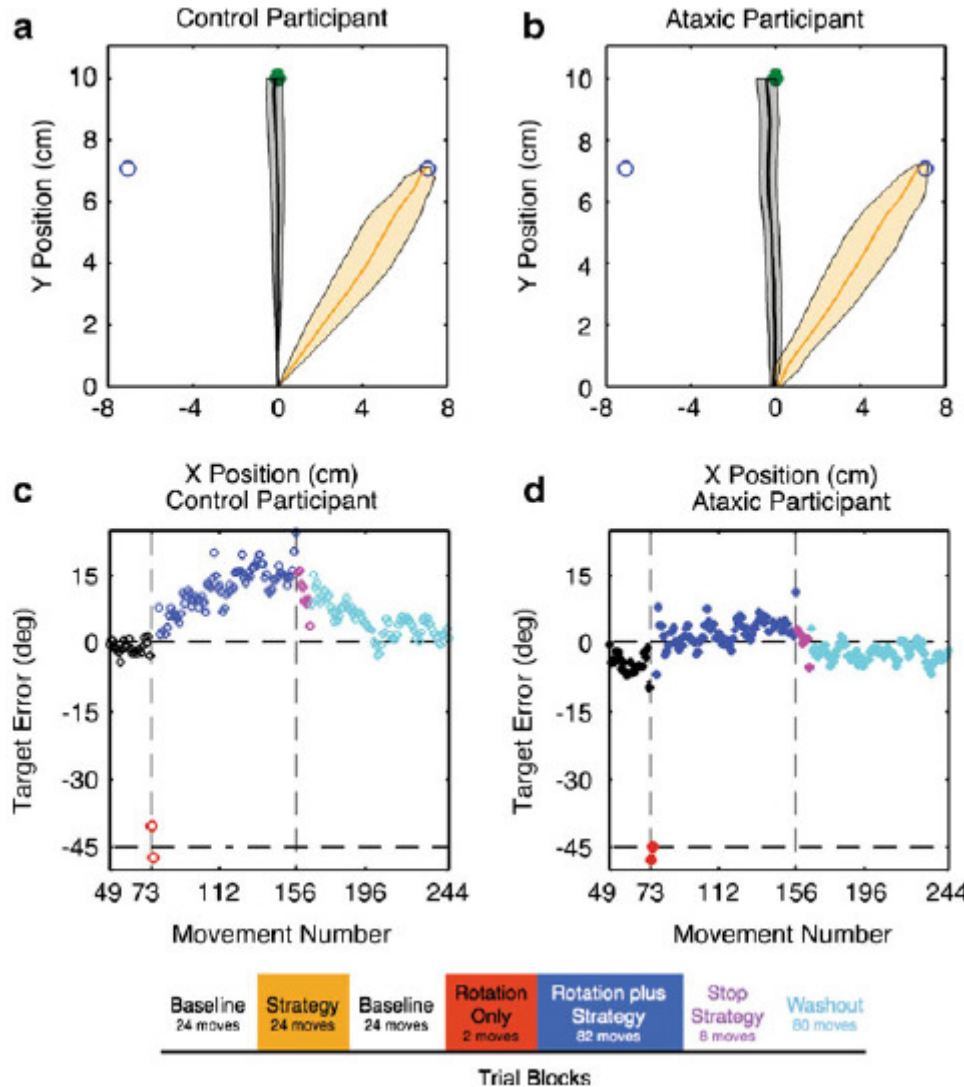 a
Control Participant
b
Ataxic Participant
Y Position (cm)
10
8
6
4
2
0
-8
-4
0
4
8
Y Position (cm)
10
8
6
4
2
0
-8
-4
0
4
8
X Position (cm)
X Position (cm)
c
Control Participant
d
Ataxic Participant
Target Error (deg)
15
0
-15
-30
-45
49 73 112 156 196 244
Movement Number
Target Error (deg)
15
0
-15
-30
-45
49 73 112 156 196 244
Movement Number
Baseline
24 moves
Strategy
24 moves
Baseline
24 moves
Rotation
Only
2 moves
Rotation plus
Strategy
82 moves
Stop
Strategy
8 moves
Washout
80 moves
Trial Blocks